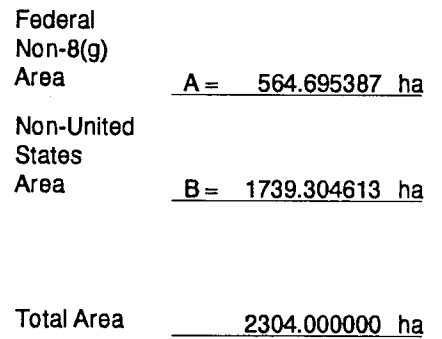 Federal
Non-8(g)
Area A = 564.695387 ha
Non-United
States
Area B = 1739.304613 ha
Total Area 2304.000000 ha